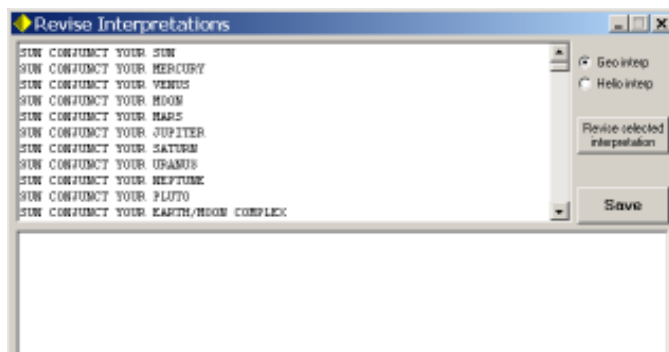 Revise Interpretations
SUN CONJUNCT YOUR SUN
SUN CONJUNCT YOUR MERCURY
SUN CONJUNCT YOUR VENUS
SUN CONJUNCT YOUR MOON
SUN CONJUNCT YOUR MARS
SUN CONJUNCT YOUR JUPITER
SUN CONJUNCT YOUR SATURN
SUN CONJUNCT YOUR URANUS
SUN CONJUNCT YOUR NEPTUNE
SUN CONJUNCT YOUR PLUTO
SUN CONJUNCT YOUR EARTH/MOON COMPLEX
Geo interp
Helio interp
Revise selected
interpretation
Save